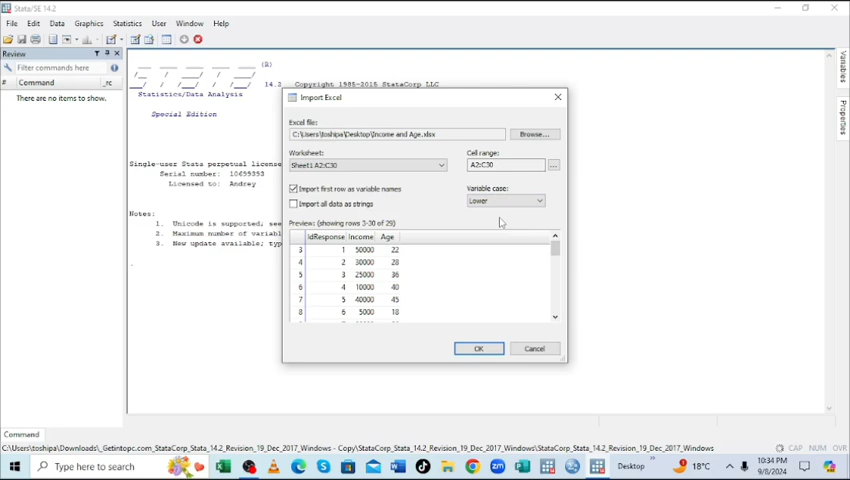 Stata/SE 14.2
File Edit Data Graphics Statistics User Window Help
Review
Filter commands here
# Command _rc
There are no items to show.
(R)
14.2 Copyright 1985-2015 StataCorp LLC
Statistics/Data Analysis
Special Edition
Single-user Stata perpetual license
Serial number: 10699393
Licensed to: Andrey
Notes:
1. Unicode is supported; see
2. Maximum number of variab
3. New update available; typ
.
Import Excel
Excel file:
C:\Users\toshipa\Desktop\Income and Age.xlsx
Browse...
Worksheet:
Sheet1 A2:C30
Cell range:
A2:C30
...
Import first row as variable names
Import all data as strings
Variable case:
Lower
Preview: (showing rows 3-30 of 29)
IdResponse Income Age
3 1 50000 22
4 2 30000 28
5 3 25000 36
6 4 10000 40
7 5 40000 45
8 6 5000 18
OK Cancel
Variables
Properties
Command
C:\Users\toshipa\Downloads\_Getintopc.com_StataCorp_Stata_14.2_Revision_19_Dec_2017_Windows - Copy\StataCorp_Stata_14.2_Revision_19_Dec_2017_Windows\StataCorp_Stata_14.2_Revision_19_Dec_2017_Windows
CAP NUM OVR
Type here to search
Desktop
18°C
10:34 PM
9/8/2024